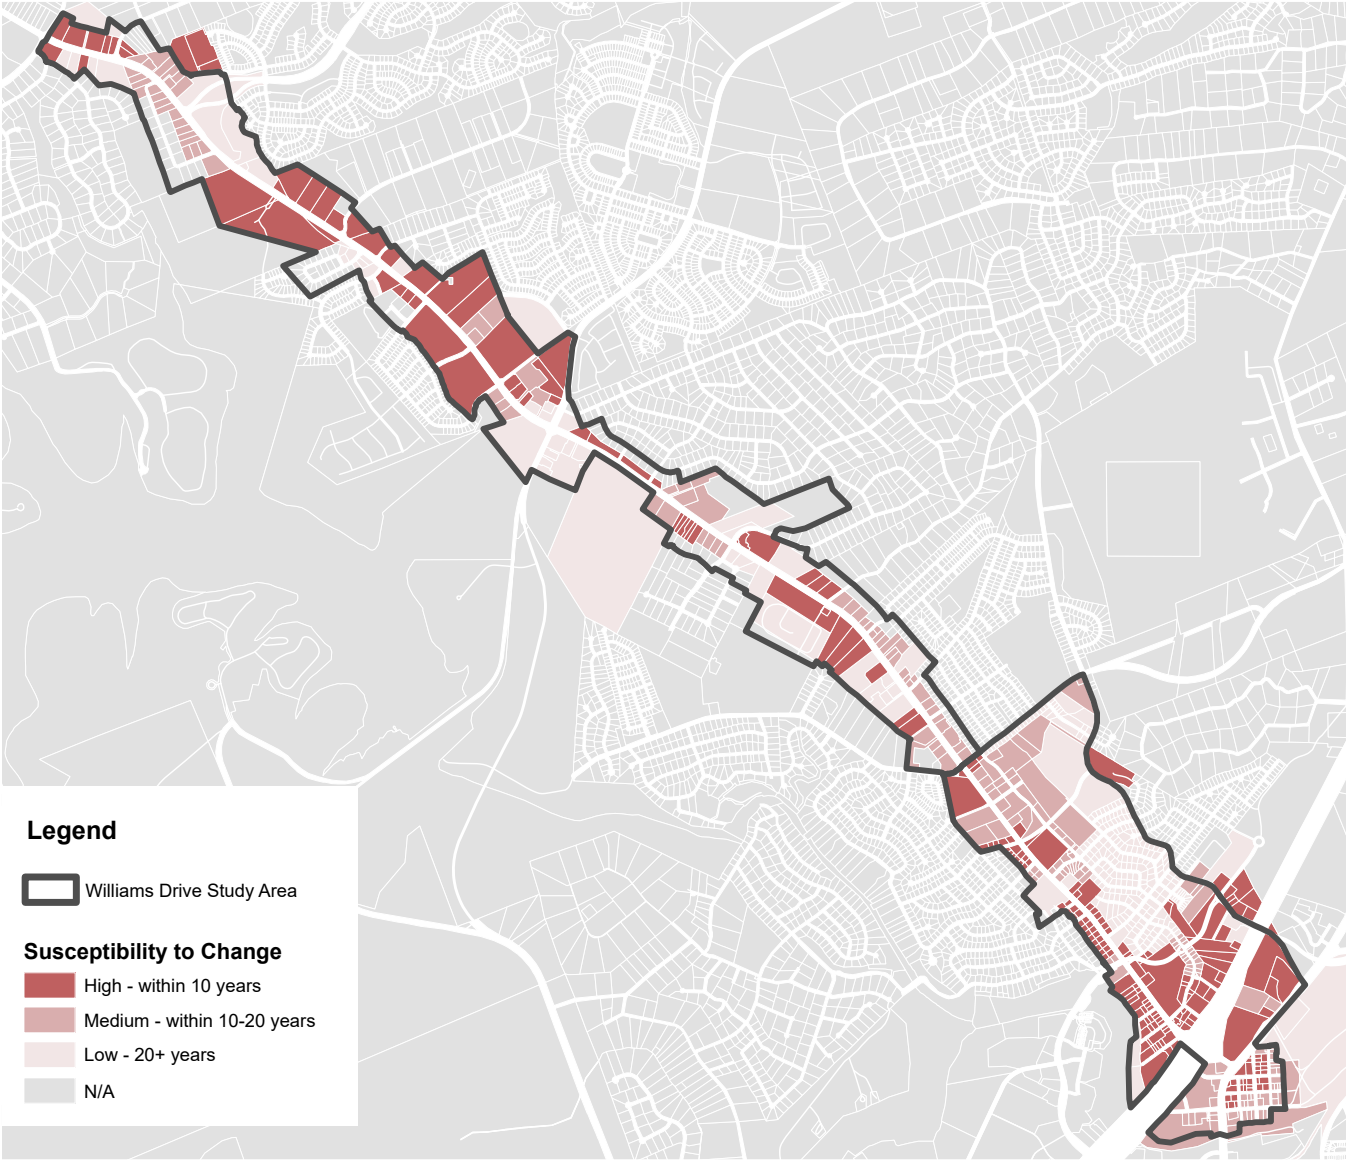 Legend
Williams Drive Study Area
Susceptibility to Change
High - within 10 years
Medium - within 10-20 years
Low - 20+ years
N/A